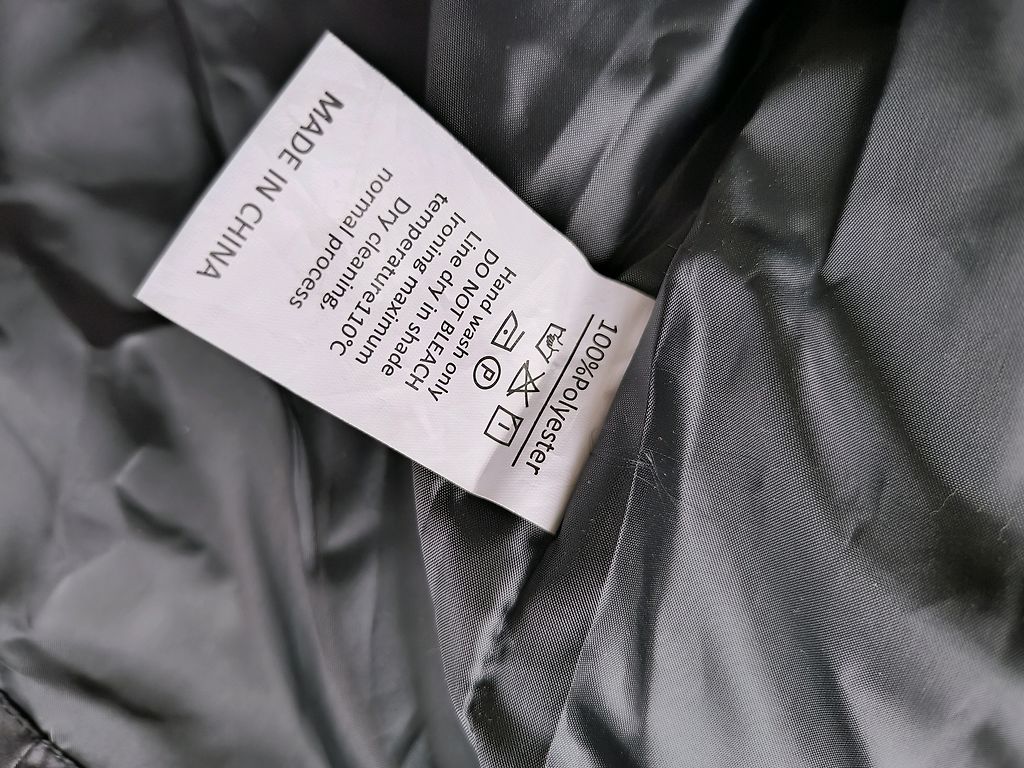 100%Polyester
P
Hand wash only
DO NOT BLEACH
Line dry in shade
Ironing maximum
temperature110℃
Dry cleaning,
normal process
MADE IN CHINA